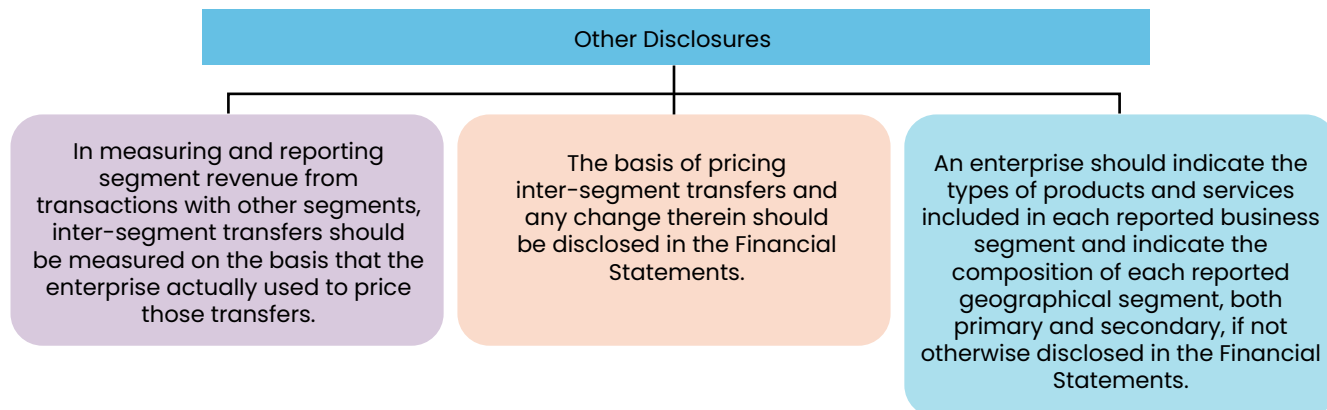 Other Disclosures
In measuring and reporting
segment revenue from
transactions with other segments,
inter-segment transfers should
be measured on the basis that the
enterprise actually used to price
those transfers.
The basis of pricing
inter-segment transfers and
any change therein should
be disclosed in the Financial
Statements.
An enterprise should indicate the
types of products and services
included in each reported business
segment and indicate the
composition of each reported
geographical segment, both
primary and secondary, if not
otherwise disclosed in the Financial
Statements.